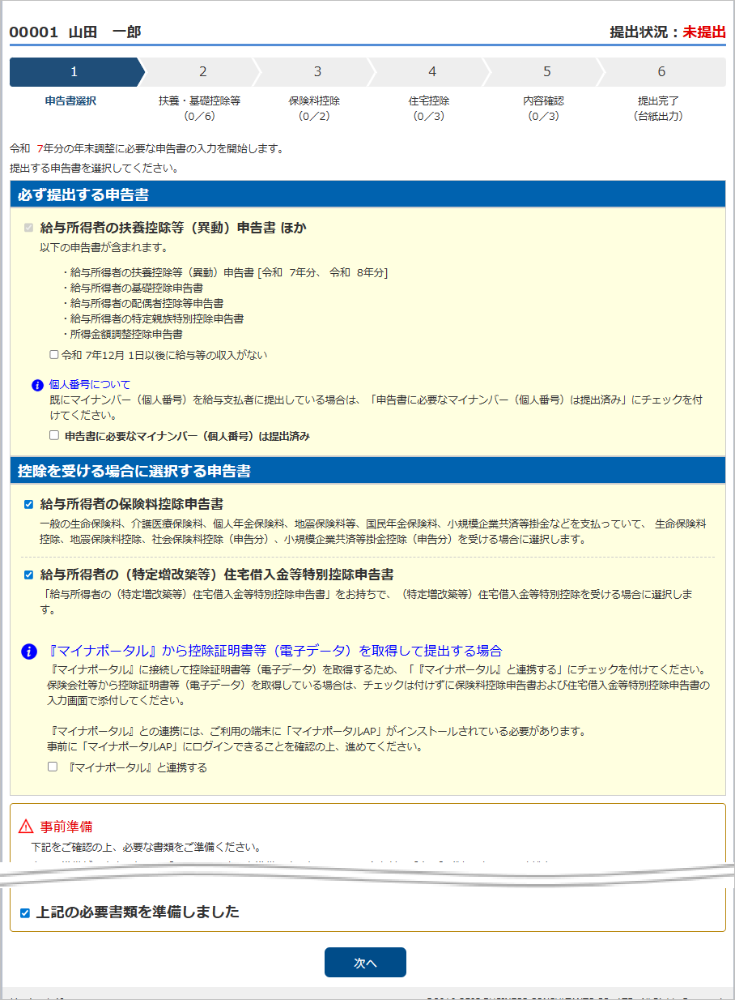 00001 山田　一郎
提出状況：未提出
1
2
3
4
5
6
申告書選択
扶養・基礎控除等
（0／6）
保険料控除
（0／2）
住宅控除
（0／3）
内容確認
（0／3）
提出完了
（台紙出力）
令和 7年分の年末調整に必要な申告書の入力を開始します。
提出する申告書を選択してください。
必ず提出する申告書
給与所得者の扶養控除等（異動）申告書 ほか
以下の申告書が含まれます。
・給与所得者の扶養控除等（異動）申告書 [令和 7年分、 令和 8年分]
・給与所得者の基礎控除申告書
・給与所得者の配偶者控除等申告書
・給与所得者の特定親族特別控除申告書
・所得金額調整控除申告書
令和 7年12月 1日以後に給与等の収入がない
個人番号について
既にマイナンバー（個人番号）を給与支払者に提出している場合は、「申告書に必要なマイナンバー（個人番号）は提出済み」にチェックを付
けてください。
申告書に必要なマイナンバー（個人番号）は提出済み
控除を受ける場合に選択する申告書
給与所得者の保険料控除申告書
一般の生命保険料、介護医療保険料、個人年金保険料、地震保険料等、国民年金保険料、小規模企業共済等掛金などを支払っていて、 生命保険料
控除、地震保険料控除、社会保険料控除（申告分）、小規模企業共済等掛金控除（申告分）を受ける場合に選択します。
給与所得者の（特定増改築等）住宅借入金等特別控除申告書
「給与所得者の（特定増改築等）住宅借入金等特別控除申告書」をお持ちで、（特定増改築等）住宅借入金等特別控除を受ける場合に選択しま
す。
『マイナポータル』から控除証明書等（電子データ）を取得して提出する場合
『マイナポータル』に接続して控除証明書等（電子データ）を取得するため、「『マイナポータル』と連携する」にチェックを付けてください。
保険会社等から控除証明書等（電子データ）を取得している場合は、チェックは付けずに保険料控除申告書および住宅借入金等特別控除申告書の
入力画面で添付してください。
『マイナポータル』との連携には、ご利用の端末に「マイナポータルAP」がインストールされている必要があります。
事前に「マイナポータルAP」にログインできることを確認の上、進めてください。
『マイナポータル』と連携する
事前準備
下記をご確認の上、必要な書類をご準備ください。
上記の必要書類を準備しました
次へ